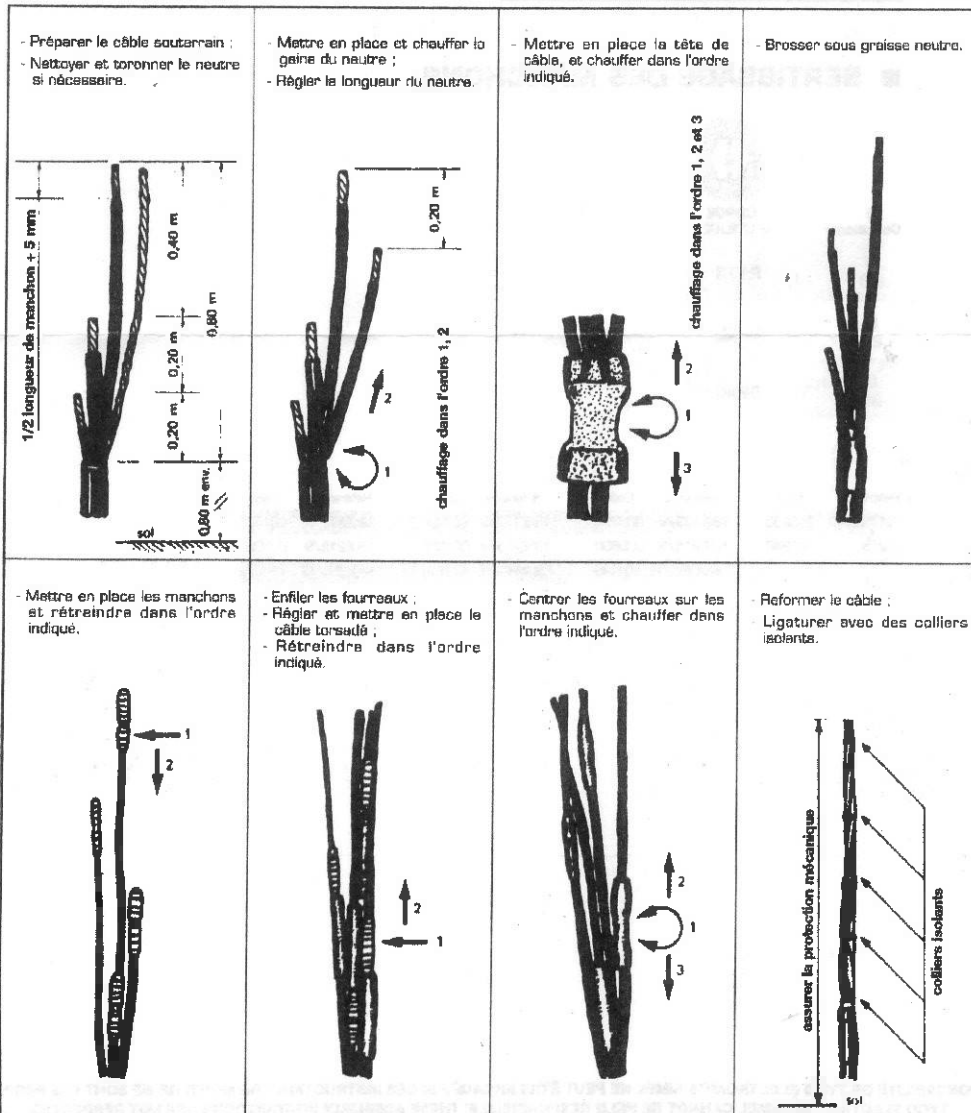 - Préparer le câble souterrain ;
- Nettoyer et toronner le neutre
si nécessaire.
1/2 longueur de manchon + 5 mm
0,40 m
0,20 m
0,20 m
0,80 m
0,80 m env.
sol
- Mettre en place et chauffer la
gaine du neutre ;
- Régler la longueur du neutre.
0,20 m
2
1
chauffage dans l'ordre 1, 2
- Mettre en place la tête de
câble, et chauffer dans l'ordre
indiqué.
chauffage dans l'ordre 1, 2 et 3
2
1
3
- Brosser sous graisse neutre.
- Mettre en place les manchons
et rétreindre dans l'ordre
indiqué.
1
2
- Enfiler les fourreaux ;
- Régler et mettre en place le
câble torsadé ;
- Rétreindre dans l'ordre
indiqué.
2
1
- Centrer les fourreaux sur les
manchons et chauffer dans
l'ordre indiqué.
2
1
3
- Reformer le câble ;
- Ligaturer avec des colliers
isolants.
assurer la protection mécanique
colliers isolants
sol